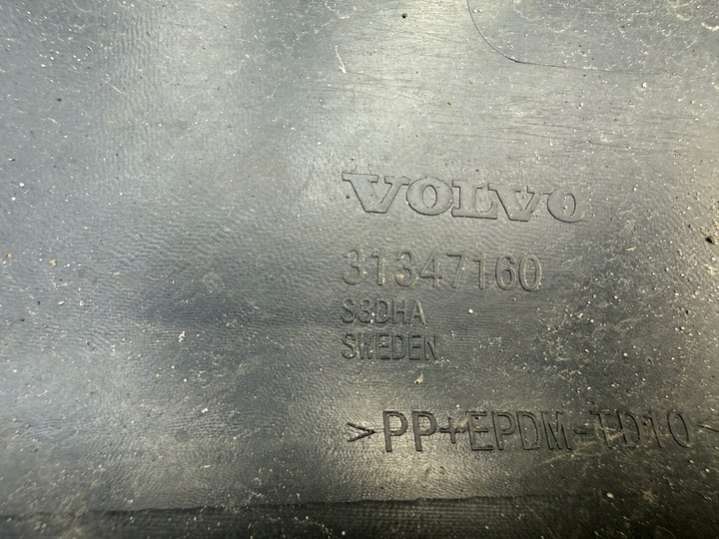 VOLVO
31347160
S3DHA
SWEDEN
>PP+EPDM-TD10<